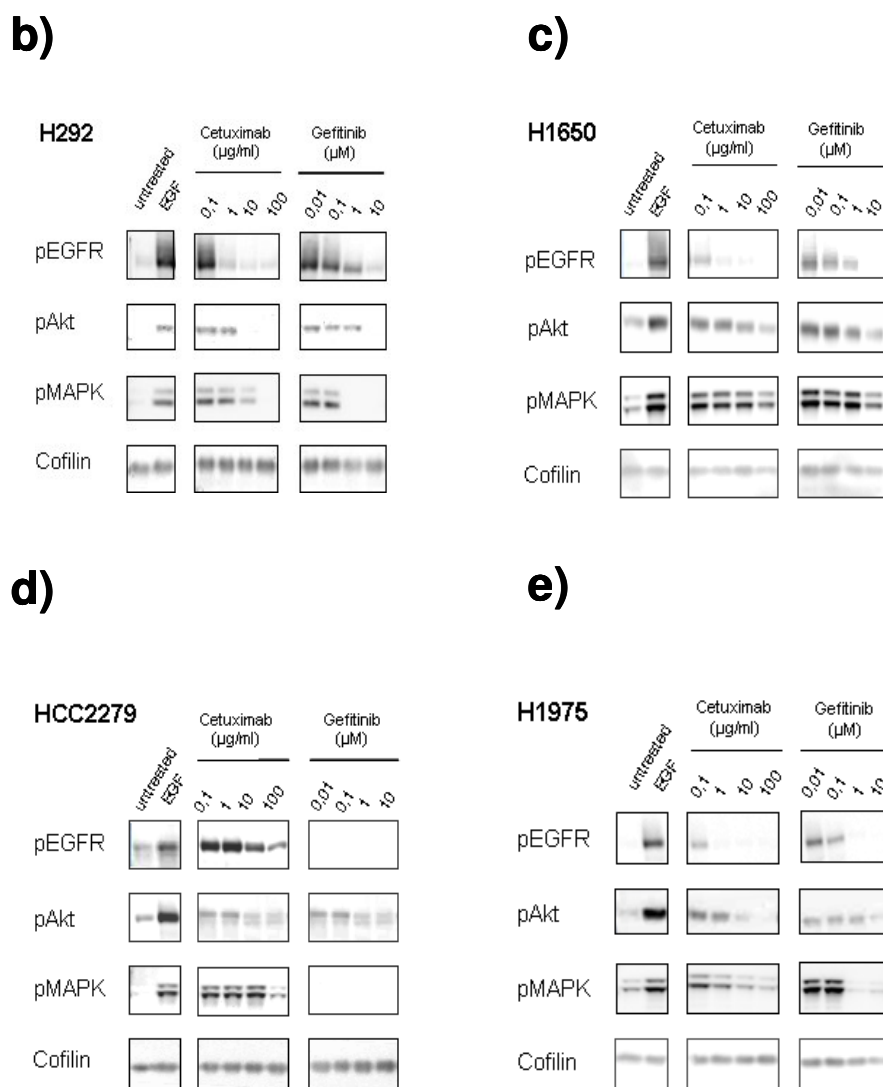 b)
H292
Cetuximab
(µg/ml)
Gefitinib
(µM)
untreated
EGF
0,1
1
10
100
0,01
0,1
1
10
pEGFR
pAkt
pMAPK
Cofilin
c)
H1650
Cetuximab
(µg/ml)
Gefitinib
(µM)
untreated
EGF
0,1
1
10
100
0,01
0,1
1
10
pEGFR
pAkt
pMAPK
Cofilin
d)
HCC2279
Cetuximab
(µg/ml)
Gefitinib
(µM)
untreated
EGF
0,1
1
10
100
0,01
0,1
1
10
pEGFR
pAkt
pMAPK
Cofilin
e)
H1975
Cetuximab
(µg/ml)
Gefitinib
(µM)
untreated
EGF
0,1
1
10
100
0,01
0,1
1
10
pEGFR
pAkt
pMAPK
Cofilin